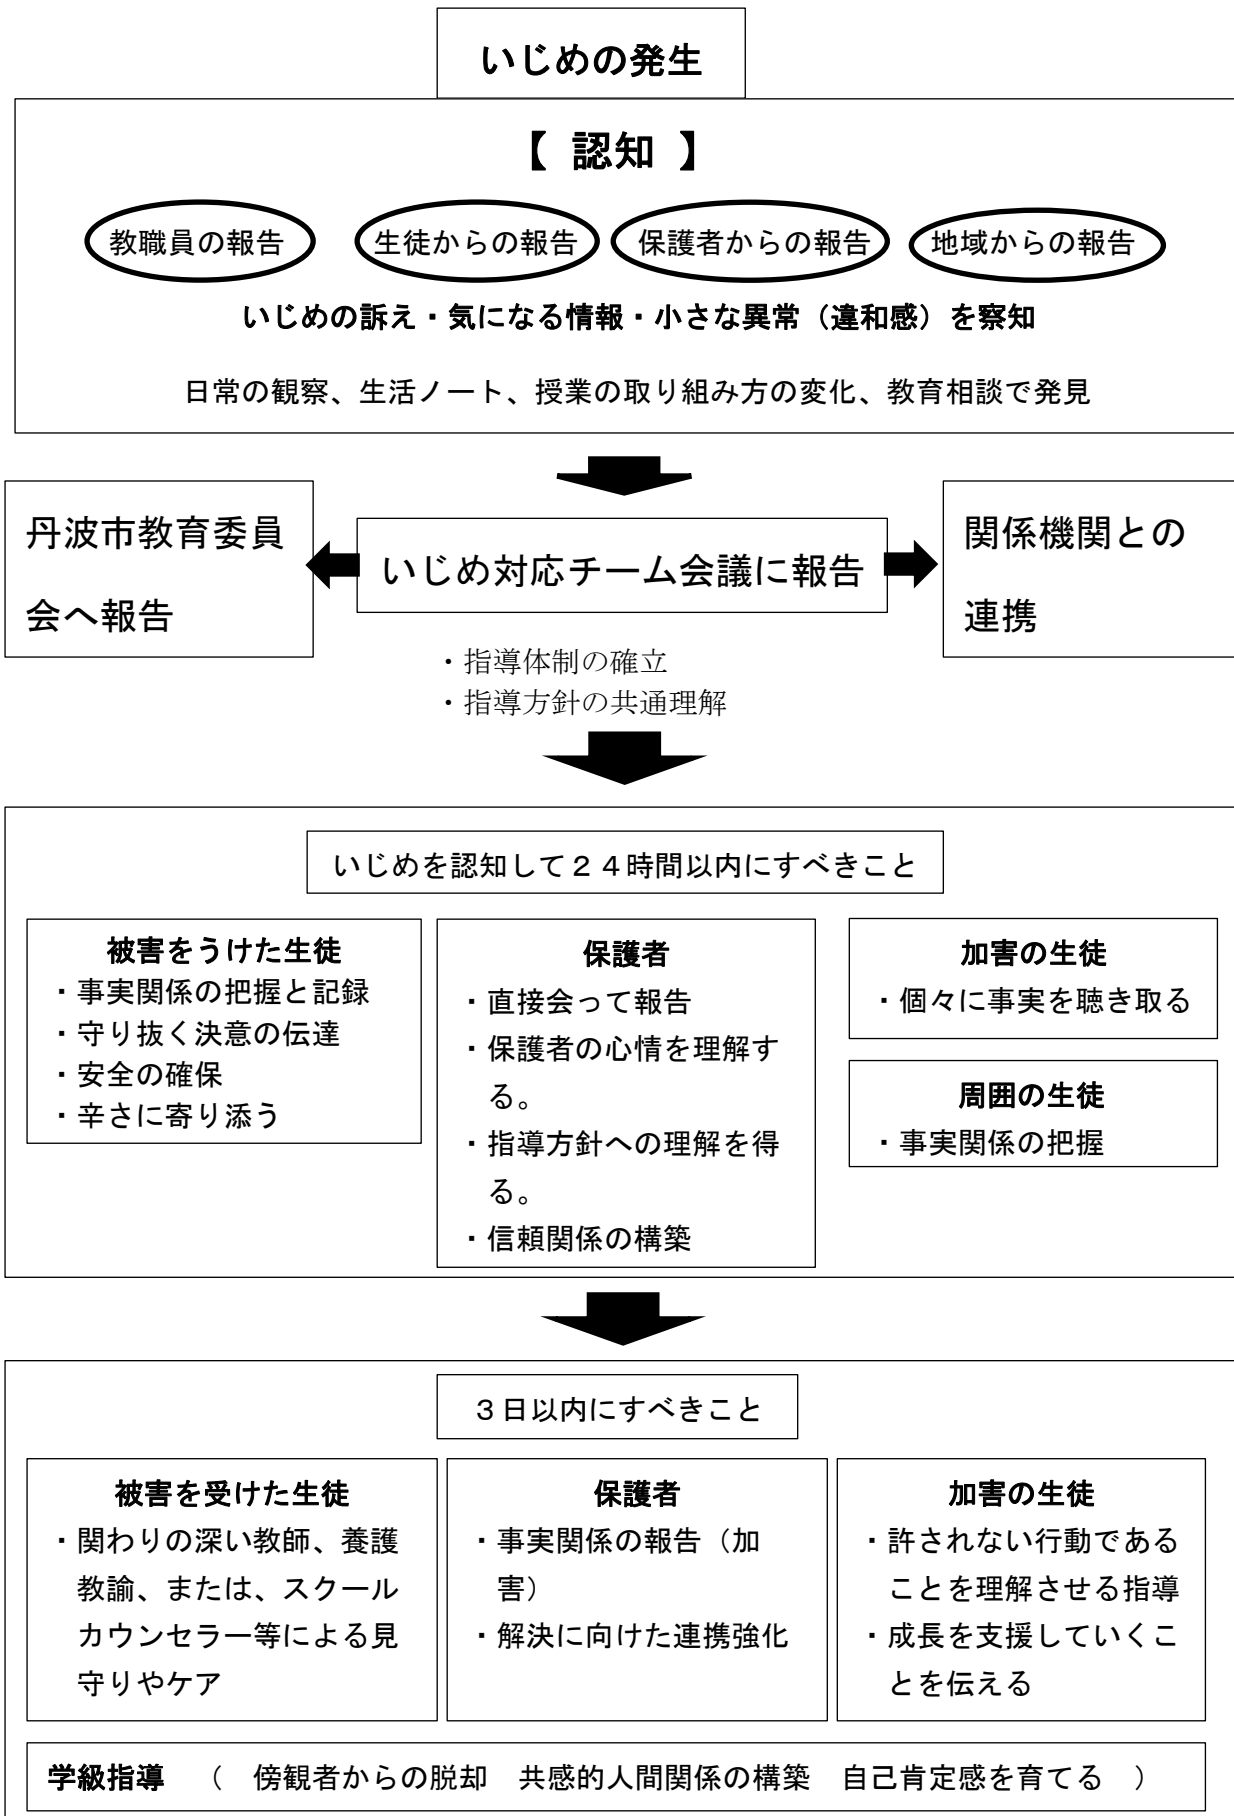 いじめの発生
【 認知 】
教職員の報告
生徒からの報告
保護者からの報告
地域からの報告
いじめの訴え・気になる情報・小さな異常（違和感）を察知
日常の観察、生活ノート、授業の取り組み方の変化、教育相談で発見
丹波市教育委員
会へ報告
いじめ対応チーム会議に報告
関係機関との
連携
・指導体制の確立
・指導方針の共通理解
いじめを認知して２４時間以内にすべきこと
被害をうけた生徒
・事実関係の把握と記録
・守り抜く決意の伝達
・安全の確保
・辛さに寄り添う
保護者
・直接会って報告
・保護者の心情を理解す
る。
・指導方針への理解を得
る。
・信頼関係の構築
加害の生徒
・個々に事実を聴き取る
周囲の生徒
・事実関係の把握
３日以内にすべきこと
被害を受けた生徒
・関わりの深い教師、養護
教諭、または、スクール
カウンセラー等による見
守りやケア
保護者
・事実関係の報告（加
害）
・解決に向けた連携強化
加害の生徒
・許されない行動である
ことを理解させる指導
・成長を支援していくこ
とを伝える
学級指導　（　傍観者からの脱却　共感的人間関係の構築　自己肯定感を育てる　）